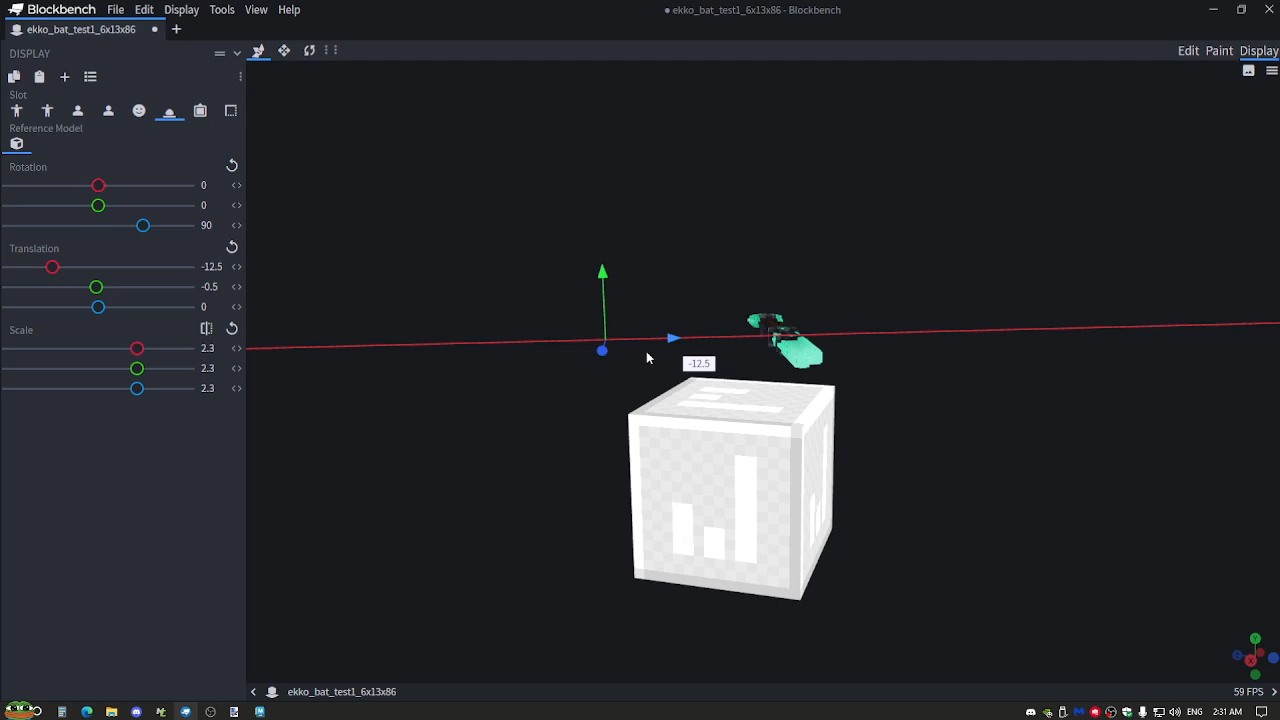 Blockbench File Edit Display Tools View Help
ekko_bat_test1_6x13x86 - Blockbench
ekko_bat_test1_6x13x86
DISPLAY
Edit Paint Display
Slot
Reference Model
Rotation
0
0
90
Translation
-12.5
-0.5
0
Scale
2.3
2.3
2.3
-12.5
Y
Z
X
ekko_bat_test1_6x13x86
59 FPS
2:31 AM